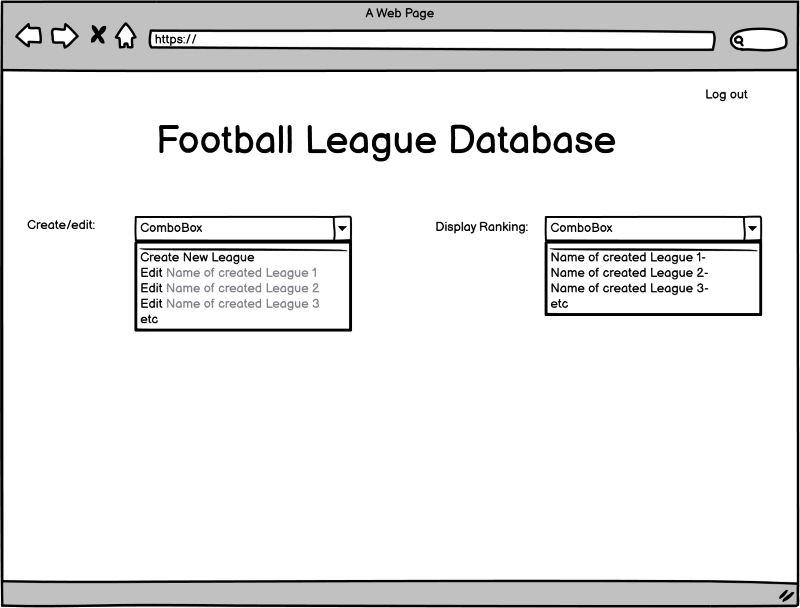 A Web Page
https://
Log out
Football League Database
Create/edit:
ComboBox
Create New League
Edit Name of created League 1
Edit Name of created League 2
Edit Name of created League 3
etc
Display Ranking:
ComboBox
Name of created League 1-
Name of created League 2-
Name of created League 3-
etc